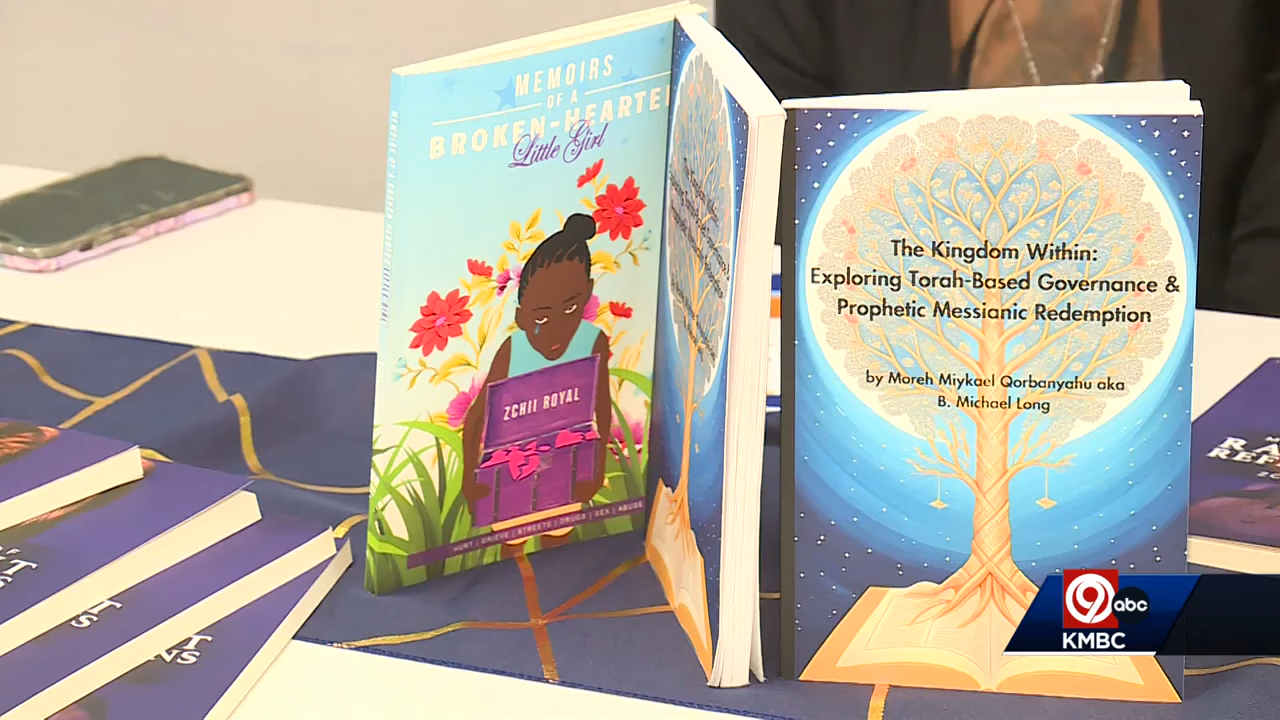 MEMOIRS
OF A
BROKEN-HEARTE
Little Girl
ZCHII ROYAL
HURT | GRIEVE | STREETS | DRUGS | SEX | ABUSE
The Kingdom Within:
Exploring Torah-Based Governance &
Prophetic Messianic Redemption
by Moreh Miykael Qorbanyahu aka
B. Michael Long
9 abc
KMBC